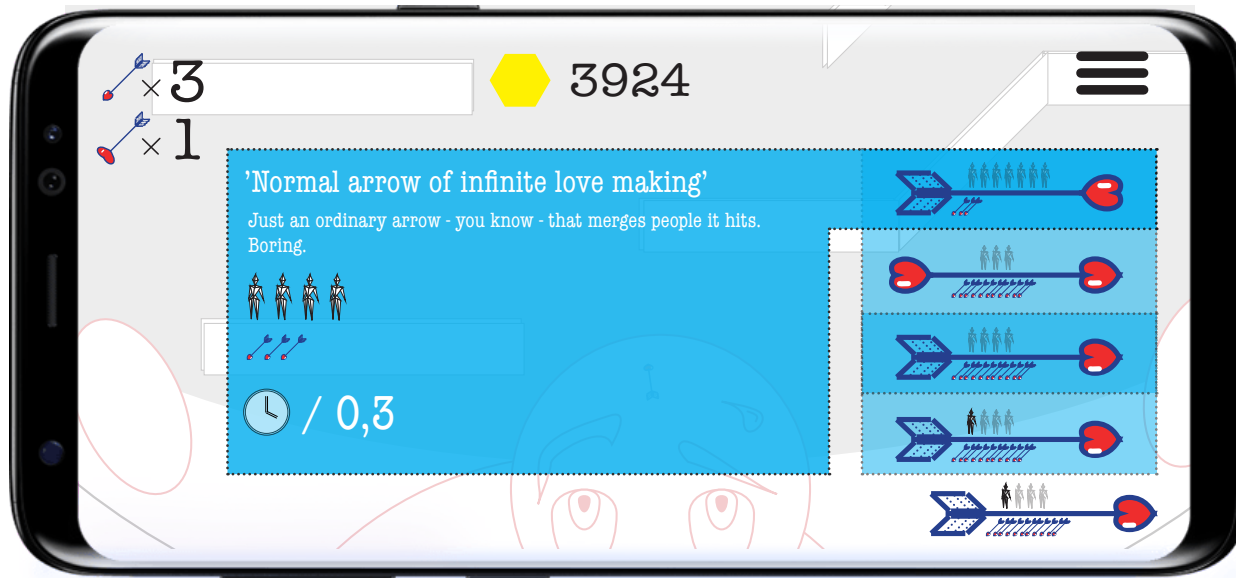 ×3
3924
×1
’Normal arrow of infinite love making’
Just an ordinary arrow - you know - that merges people it hits.
Boring.
/ 0,3